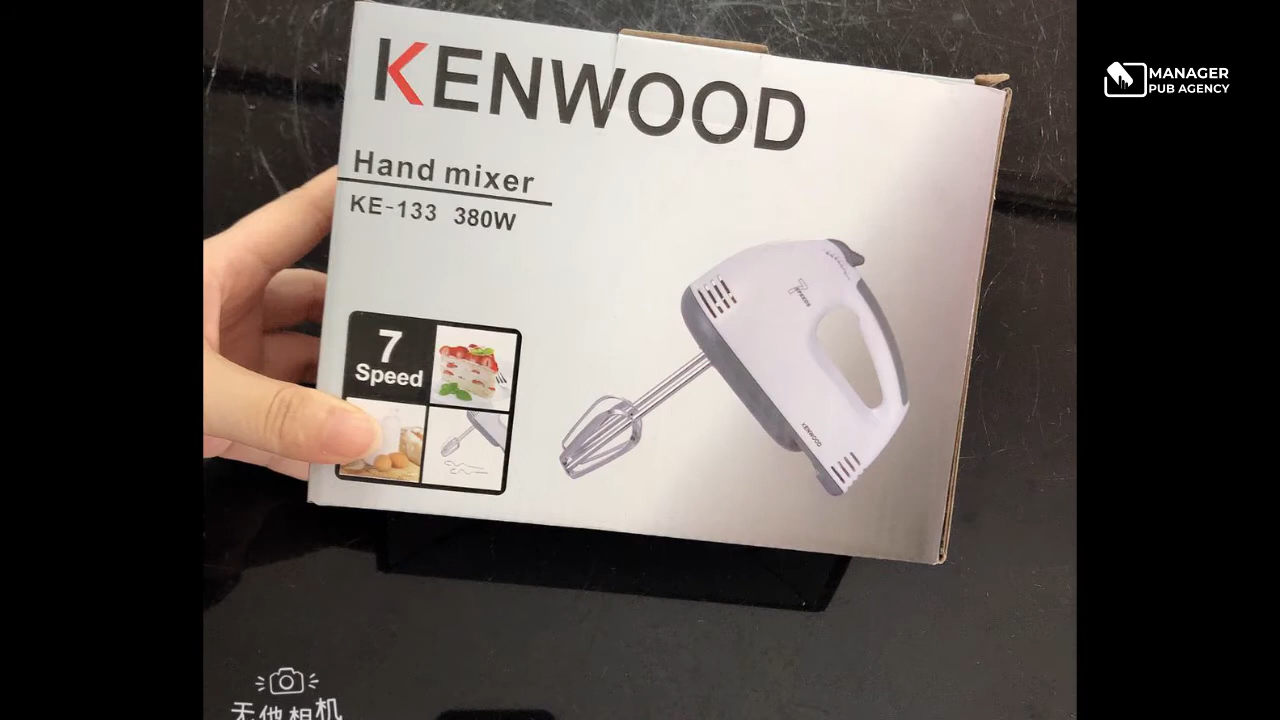 KENWOOD
Hand mixer
KE-133 380W
7
Speed
KENWOOD
MANAGER
PUB AGENCY
无他相机